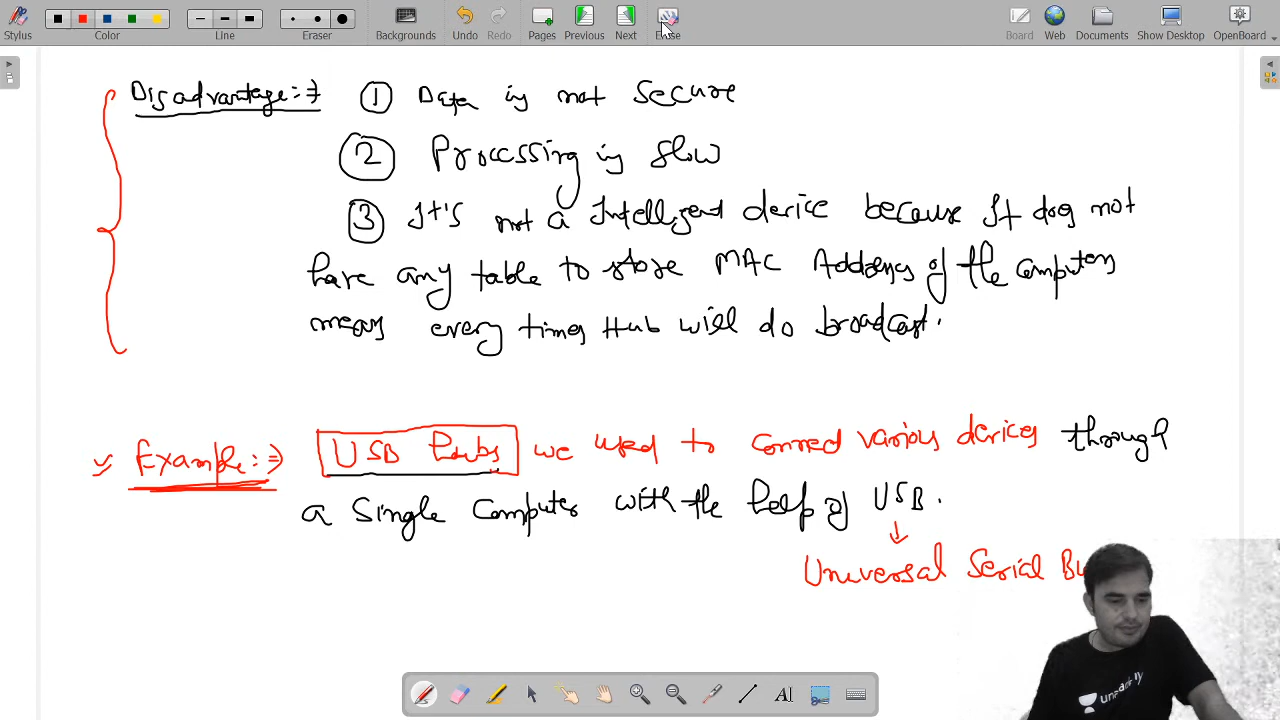 Stylus Color Line Eraser Backgrounds Undo Redo Pages Previous Next Erase Board Web Documents Show Desktop OpenBoard
Disadvantage:⇒ ① Data is not secure
② Processing is slow
③ It's not a Intelligent device because It does not
have any table to store MAC Address of the computers
means every times Hub will do broadcast.
Example:⇒ USB Hubs we used to connect various devices through
a single computer with the help of USB.
Universal Serial Bu
una